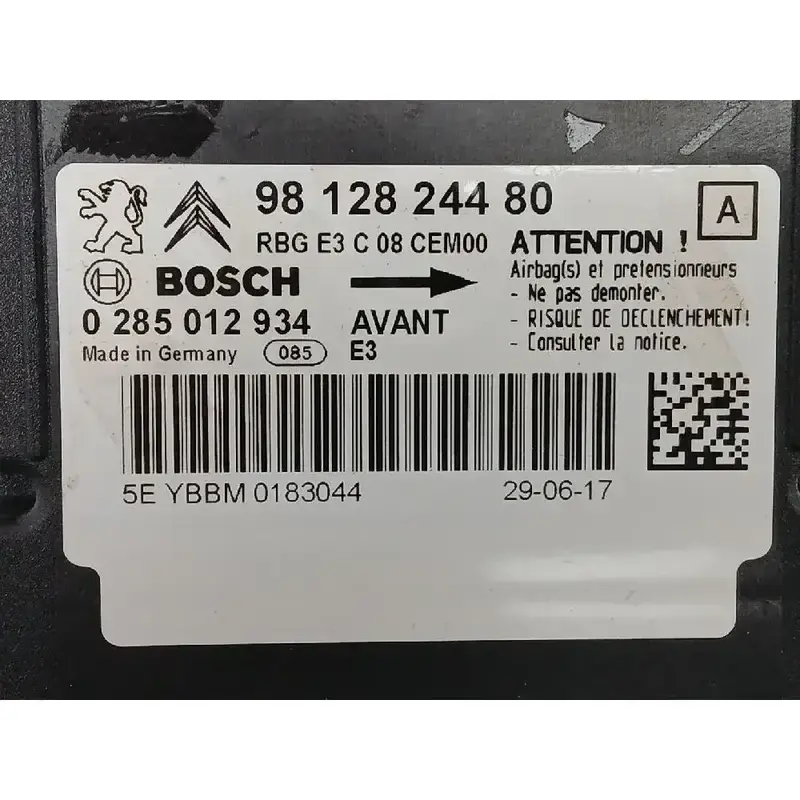 98 128 244 80
A
RBG E3 C 08 CEM00
ATTENTION !
BOSCH
Airbag(s) et pretensionneurs
- Ne pas demonter.
0 285 012 934 AVANT
- RISQUE DE DECLENCHEMENT!
Made in Germany 085 E3
- Consulter la notice.
5E YBBM 0183044 29-06-17